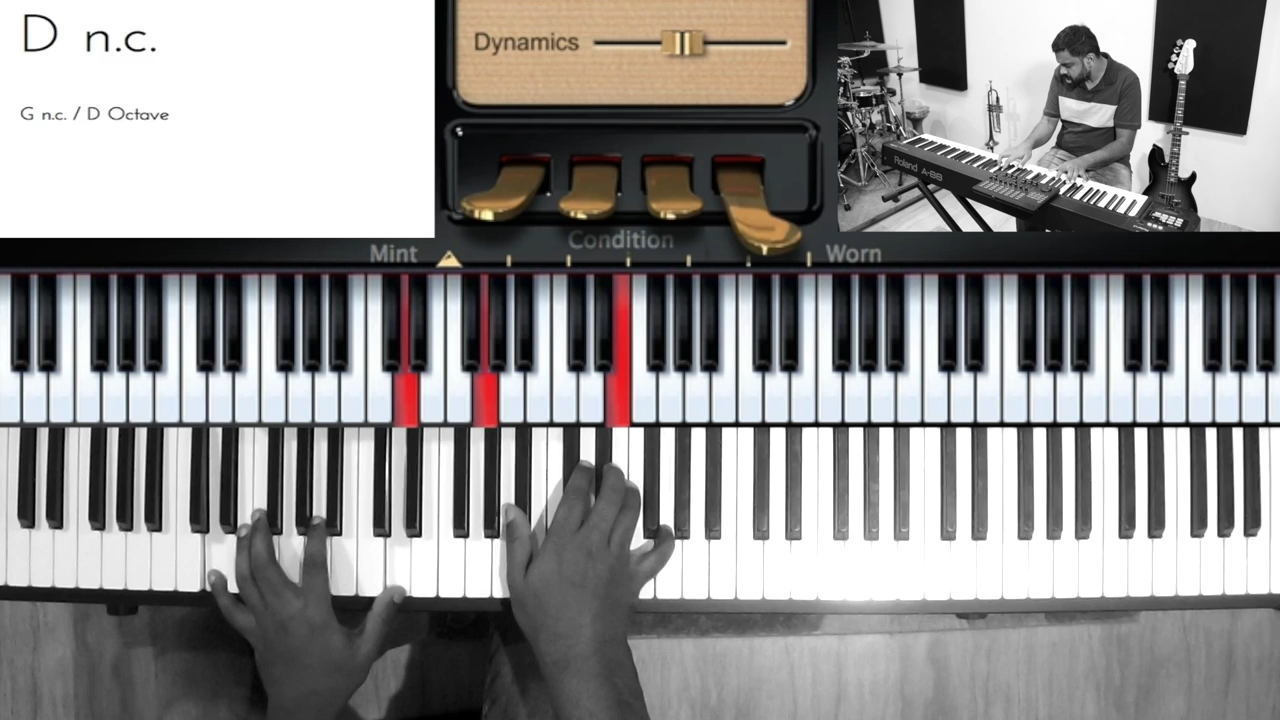 D n.c.
G n.c. / D Octave
Dynamics
Mint
Condition
Worn
Roland A-88